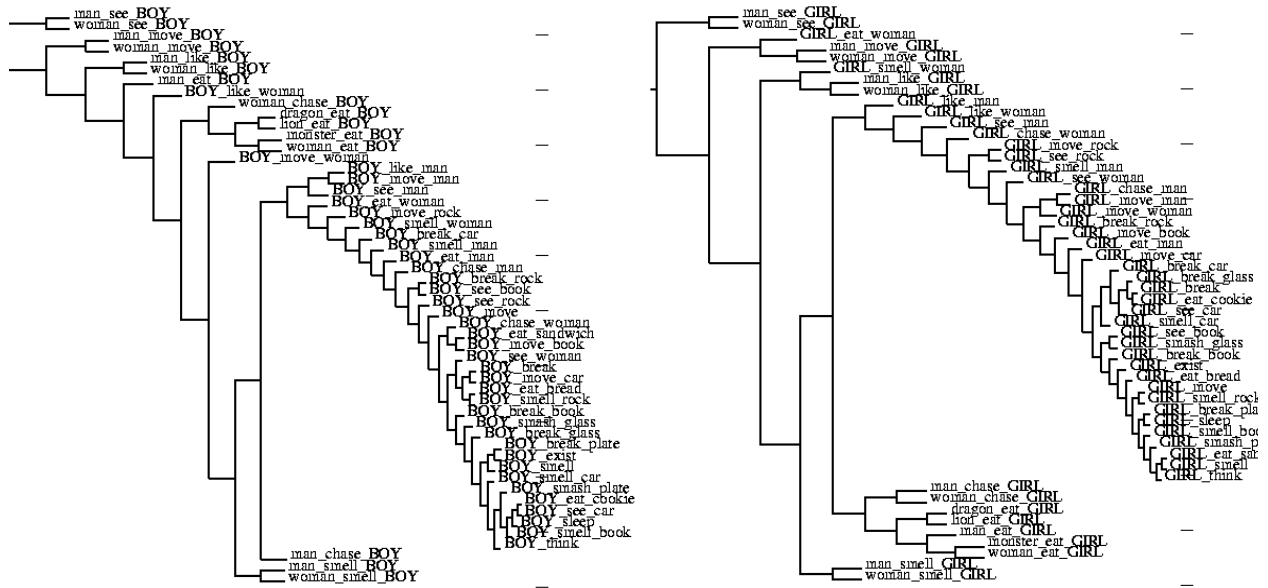 man_see_BOY
woman_see_BOY
man_move_BOY
woman_move_BOY
man_like_BOY
woman_like_BOY
man_eat_BOY
BOY_like_woman
woman_chase_BOY
dragon_eat_BOY
lion_eat_BOY
monster_eat_BOY
woman_eat_BOY
BOY_move_woman
BOY_like_man
BOY_move_man
BOY_see_man
BOY_eat_woman
BOY_move_rock
BOY_smell_woman
BOY_break_car
BOY_smell_man
BOY_eat_man
BOY_chase_man
BOY_break_rock
BOY_see_book
BOY_see_rock
BOY_move
BOY_chase_woman
BOY_eat_sandwich
BOY_move_book
BOY_see_woman
BOY_break
BOY_move_car
BOY_eat_bread
BOY_smell_rock
BOY_break_book
BOY_smash_glass
BOY_break_glass
BOY_break_plate
BOY_exist
BOY_smell
BOY_smell_car
BOY_smash_plate
BOY_eat_cookie
BOY_see_car
BOY_sleep
BOY_smell_book
BOY_think
man_chase_BOY
man_smell_BOY
woman_smell_BOY
man_see_GIRL
woman_see_GIRL
GIRL_eat_woman
man_move_GIRL
woman_move_GIRL
GIRL_smell_woman
man_like_GIRL
woman_like_GIRL
GIRL_like_man
GIRL_like_woman
GIRL_see_man
GIRL_chase_woman
GIRL_move_rock
GIRL_see_rock
GIRL_smell_man
GIRL_see_woman
GIRL_chase_man
GIRL_move_man
GIRL_move_woman
GIRL_break_rock
GIRL_move_book
GIRL_eat_man
GIRL_move_car
GIRL_break_car
GIRL_break_glass
GIRL_break
GIRL_eat_cookie
GIRL_see_car
GIRL_smell_car
GIRL_see_book
GIRL_smash_glass
GIRL_break_book
GIRL_exist
GIRL_eat_bread
GIRL_move
GIRL_smell_rock
GIRL_break_pla
GIRL_sleep
GIRL_smell_boo
GIRL_smash_p
GIRL_eat_san
GIRL_smell
GIRL_think
man_chase_GIRL
woman_chase_GIRL
dragon_eat_GIRL
lion_eat_GIRL
man_eat_GIRL
monster_eat_GIRL
woman_eat_GIRL
man_smell_GIRL
woman_smell_GIRL